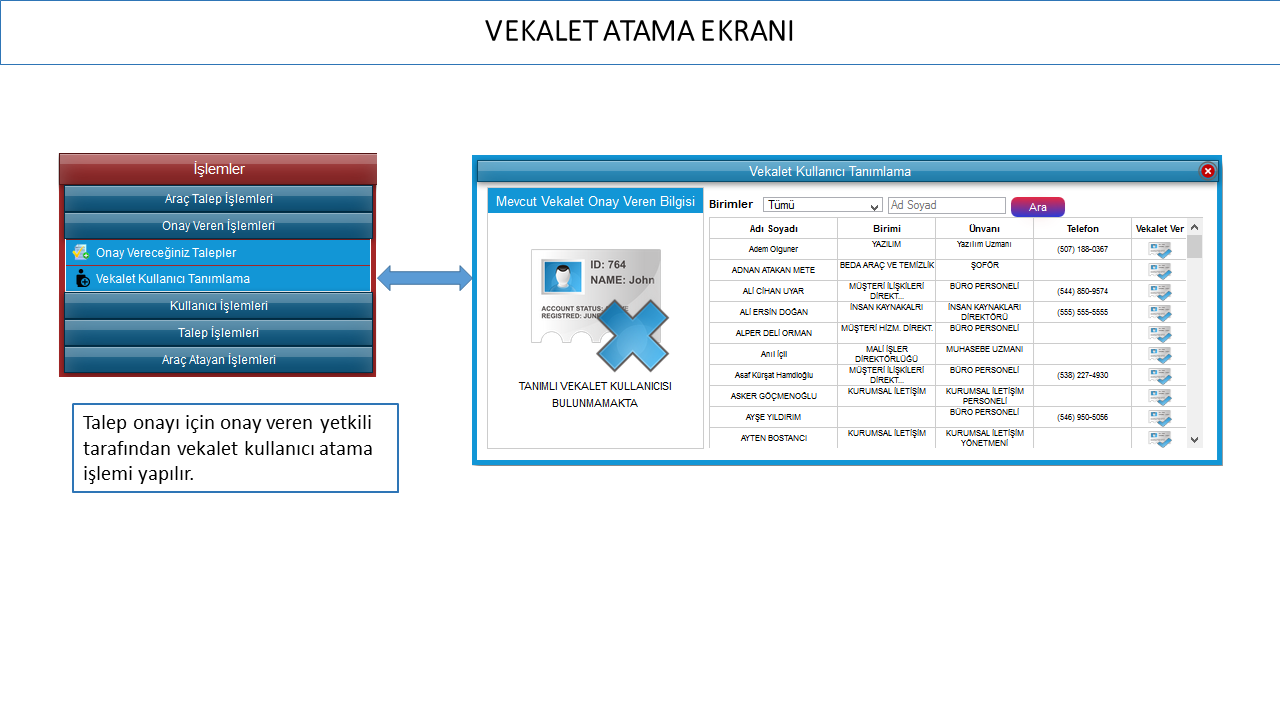 VEKALET ATAMA EKRANI
İşlemler
Araç Talep İşlemleri
Onay Veren İşlemleri
Onay Vereceğiniz Talepler
Vekalet Kullanıcı Tanımlama
Kullanıcı İşlemleri
Talep İşlemleri
Araç Atayan İşlemleri
Talep onayı için onay veren yetkili
tarafından vekalet kullanıcı atama
işlemi yapılır.
Vekalet Kullanıcı Tanımlama
Mevcut Vekalet Onay Veren Bilgisi
ID: 764
NAME: John
ACCOUNT STATUS:
REGISTRED:
TANIMLI VEKALET KULLANICISI
BULUNMAMAKTA
Birimler Tümü Ad Soyad Ara
Adı Soyadı Birimi Ünvanı Telefon Vekalet Ver
Adem Olguner YAZILIM Yazılım Uzmanı (507) 188-0367
ADNAN ATAKAN METE BEDA ARAÇ VE TEMİZLİK ŞOFÖR
ALİ CİHAN UYAR MÜŞTERİ İLİŞKİLERİ DİREKT... BÜRO PERSONELİ (544) 850-9574
ALİ ERSİN DOĞAN İNSAN KAYNAKALRI İNSAN KAYNAKLARI DİREKTÖRÜ (555) 555-5555
ALPER DELİ ORMAN MÜŞTERİ HİZM. DİREKT. BÜRO PERSONELİ
Anıl İçil MALİ İŞLER DİREKTÖRLÜĞÜ MUHASEBE UZMANI
Asaf Kürşat Hamdioğlu MÜŞTERİ İLİŞKİLERİ DİREKT... BÜRO PERSONELİ (538) 227-4930
ASKER GÖÇMENOĞLU KURUMSAL İLETİŞİM KURUMSAL İLETİŞİM PERSONELİ
AYŞE YILDIRIM BÜRO PERSONELİ (546) 950-5056
AYTEN BOSTANCI KURUMSAL İLETİŞİM KURUMSAL İLETİŞİM YÖNETMENİ